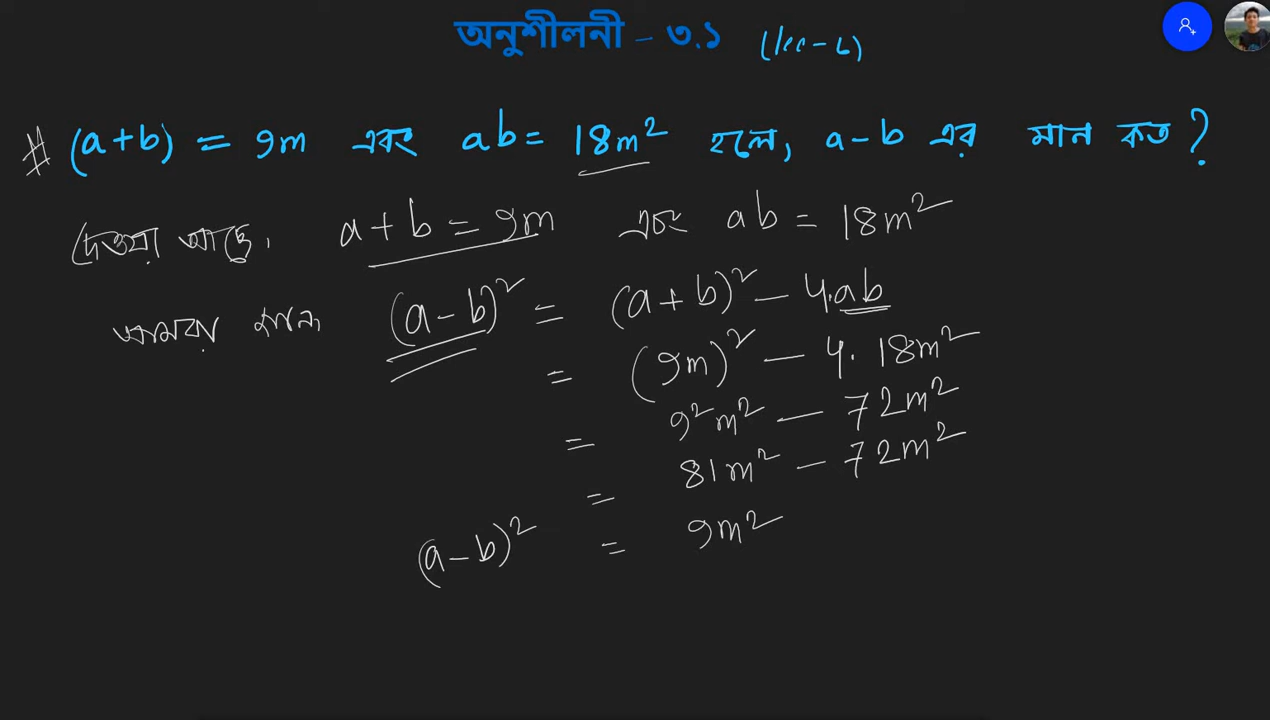 অনুশীলনী – ৩.১ (lec-6)
# (a+b) = 9m এবং ab = 18m² হলে, a-b এর মান কত?
দেওয়া আছে, a+b = 9m এবং ab = 18m²
আমরা জানি, (a-b)² = (a+b)² - 4.ab
= (9m)² - 4. 18m²
= 9²m² - 72m²
= 81m² - 72m²
(a-b)² = 9m²